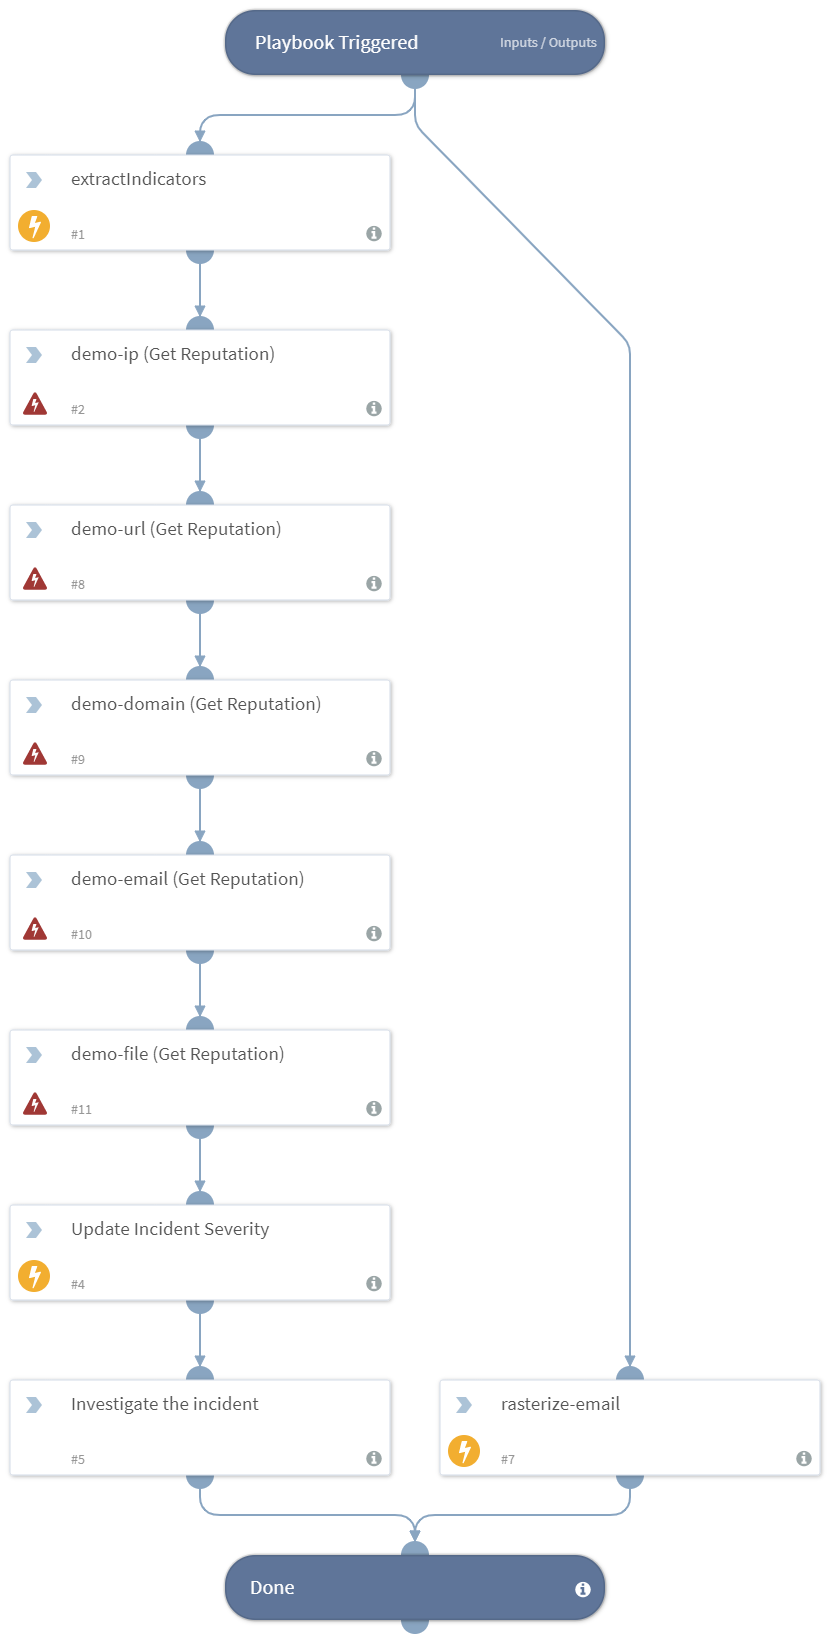 Playbook Triggered
Inputs / Outputs
extractIndicators
#1
demo-ip (Get Reputation)
#2
demo-url (Get Reputation)
#8
demo-domain (Get Reputation)
#9
demo-email (Get Reputation)
#10
demo-file (Get Reputation)
#11
Update Incident Severity
#4
Investigate the incident
#5
rasterize-email
#7
Done